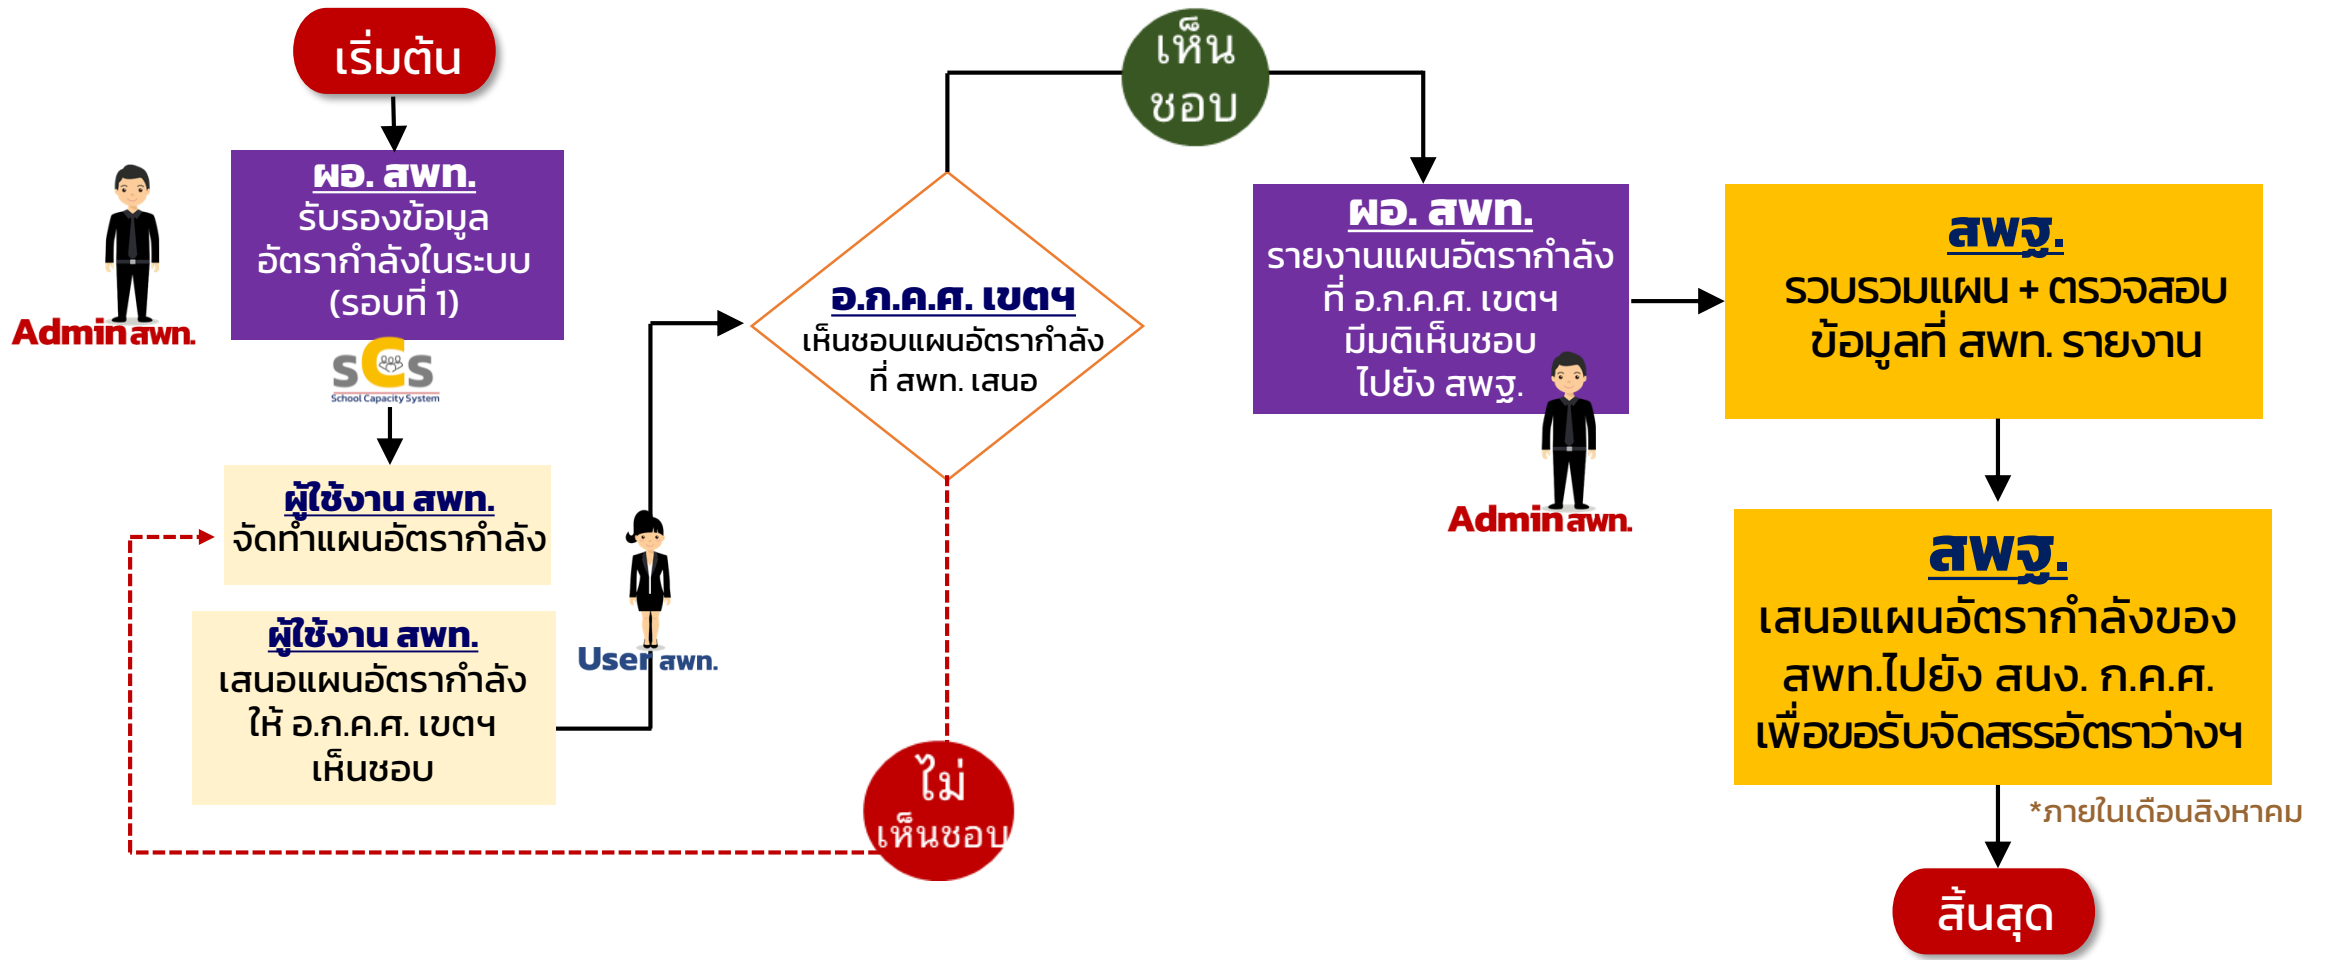 เริ่มต้น
ผอ. สพท.
รับรองข้อมูล
อัตรากำลังในระบบ
(รอบที่ 1)
Admin สพท.
sCs
School Capacity System
ผู้ใช้งาน สพท.
จัดทำแผนอัตรากำลัง
ผู้ใช้งาน สพท.
เสนอแผนอัตรากำลัง
ให้ อ.ก.ค.ศ. เขตฯ
เห็นชอบ
User สพท.
อ.ก.ค.ศ. เขตฯ
เห็นชอบแผนอัตรากำลัง
ที่ สพท. เสนอ
ไม่
เห็นชอบ
เห็น
ชอบ
ผอ. สพท.
รายงานแผนอัตรากำลัง
ที่ อ.ก.ค.ศ. เขตฯ
มีมติเห็นชอบ
ไปยัง สพฐ.
Admin สพท.
สพฐ.
รวบรวมแผน + ตรวจสอบ
ข้อมูลที่ สพท. รายงาน
สพฐ.
เสนอแผนอัตรากำลังของ
สพท.ไปยัง สนง. ก.ค.ศ.
เพื่อขอรับจัดสรรอัตราว่างฯ
*ภายในเดือนสิงหาคม
สิ้นสุด